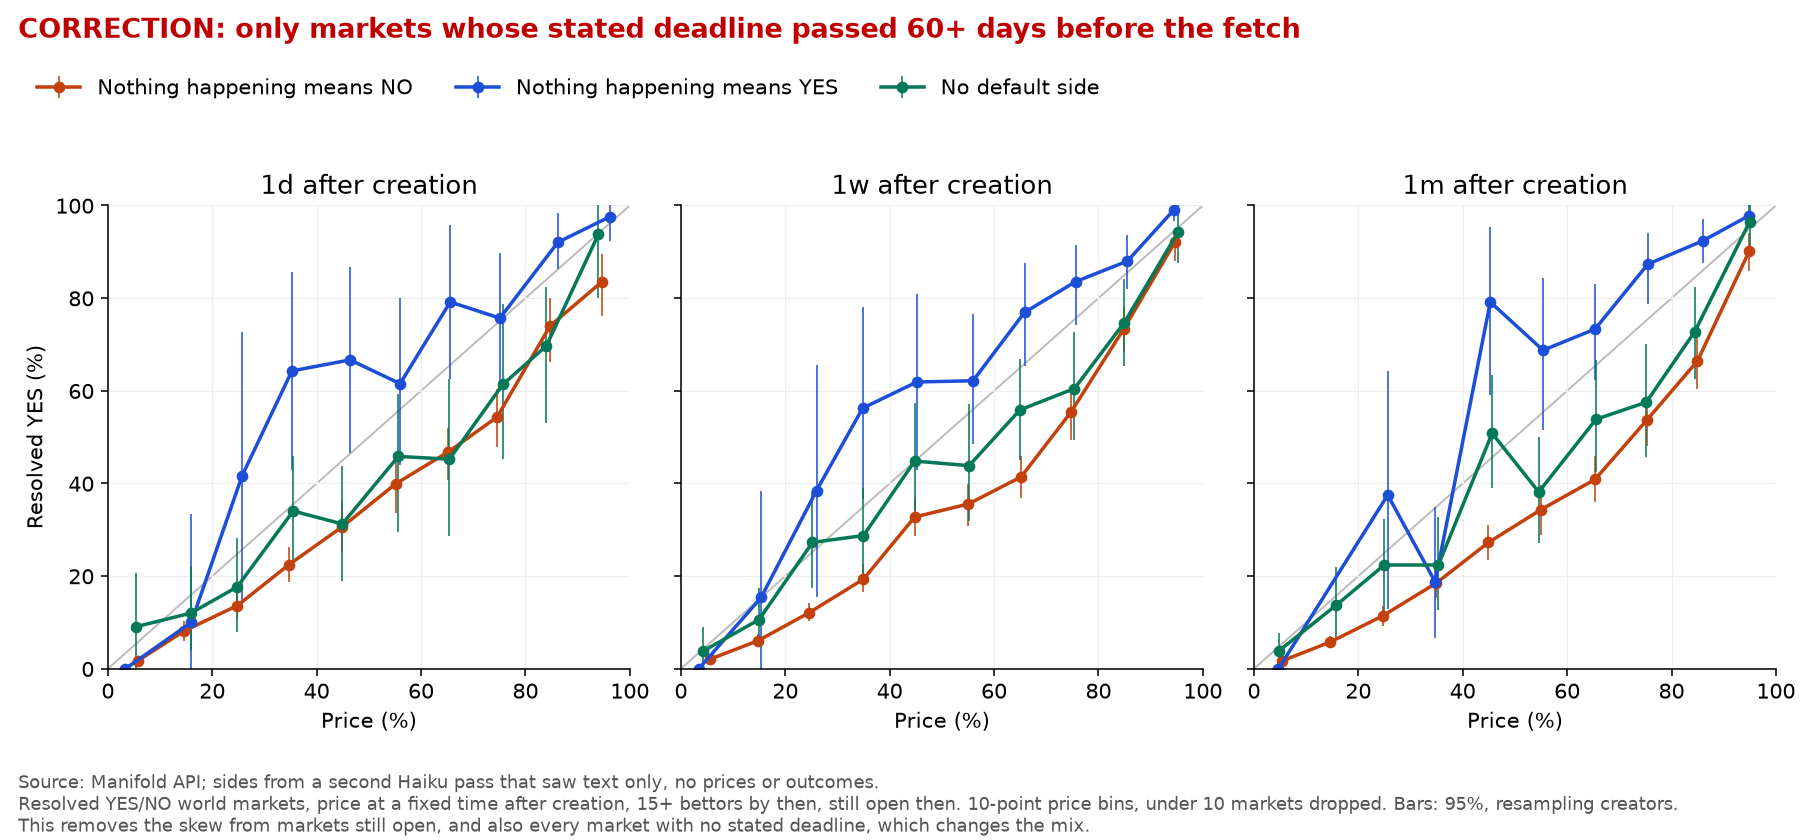 CORRECTION: only markets whose stated deadline passed 60+ days before the fetch
Nothing happening means NO
Nothing happening means YES
No default side
1d after creation
1w after creation
1m after creation
Resolved YES (%)
100
80
60
40
20
0
0 20 40 60 80 100
0 20 40 60 80 100
0 20 40 60 80 100
Price (%)
Price (%)
Price (%)
Source: Manifold API; sides from a second Haiku pass that saw text only, no prices or outcomes.
Resolved YES/NO world markets, price at a fixed time after creation, 15+ bettors by then, still open then. 10-point price bins, under 10 markets dropped. Bars: 95%, resampling creators.
This removes the skew from markets still open, and also every market with no stated deadline, which changes the mix.